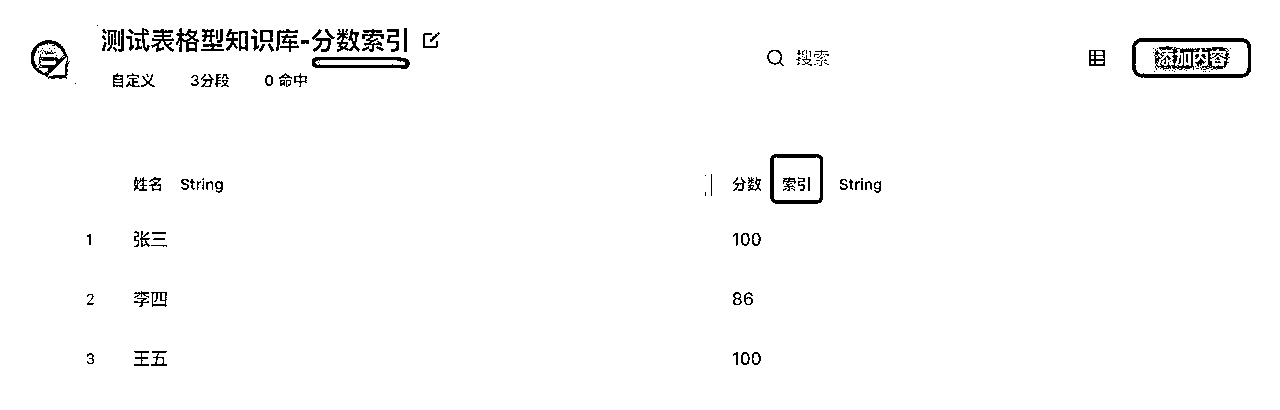 测试表格型知识库-分数索引
自定义 3分段 0 命中
搜索
添加内容
姓名 String 分数 索引 String
1 张三 100
2 李四 86
3 王五 100